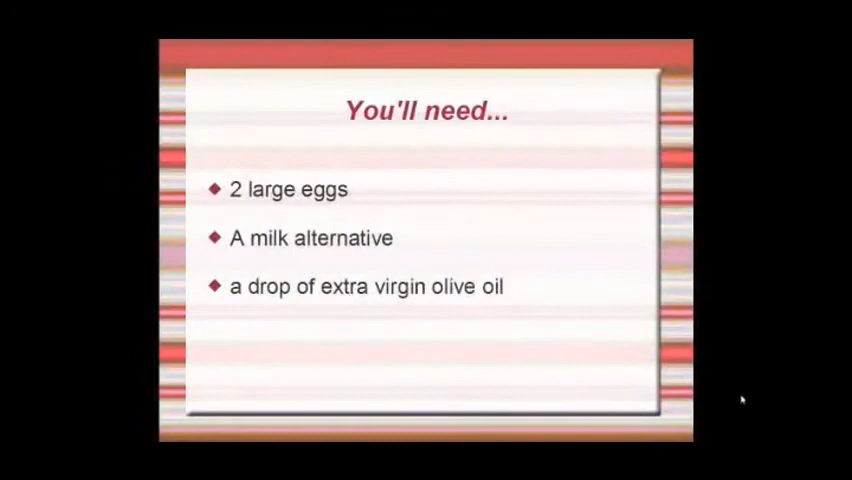 You'll need...
2 large eggs
A milk alternative
a drop of extra virgin olive oil